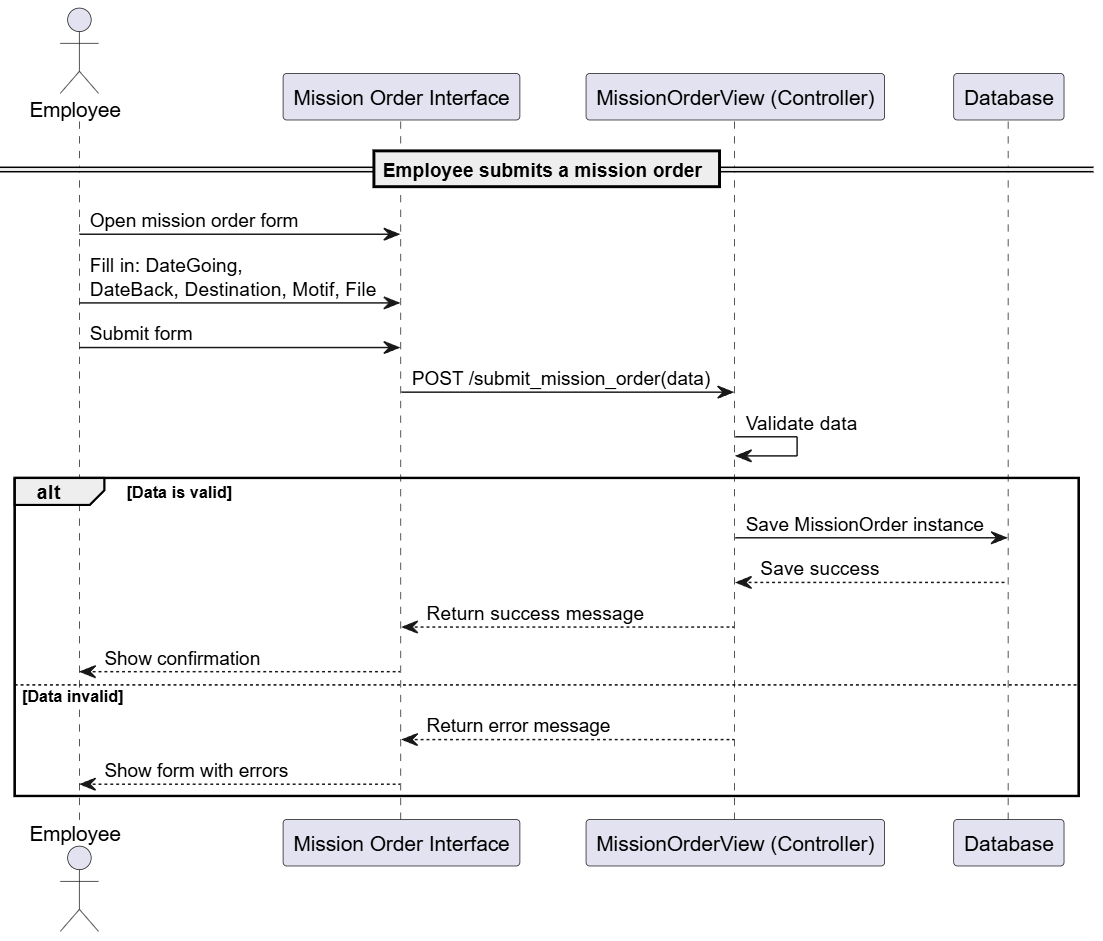 Employee
Mission Order Interface
MissionOrderView (Controller)
Database
Employee submits a mission order
Open mission order form
Fill in: DateGoing,
DateBack, Destination, Motif, File
Submit form
POST /submit_mission_order(data)
Validate data
alt
[Data is valid]
Save MissionOrder instance
Save success
Return success message
Show confirmation
[Data invalid]
Return error message
Show form with errors
Employee
Mission Order Interface
MissionOrderView (Controller)
Database